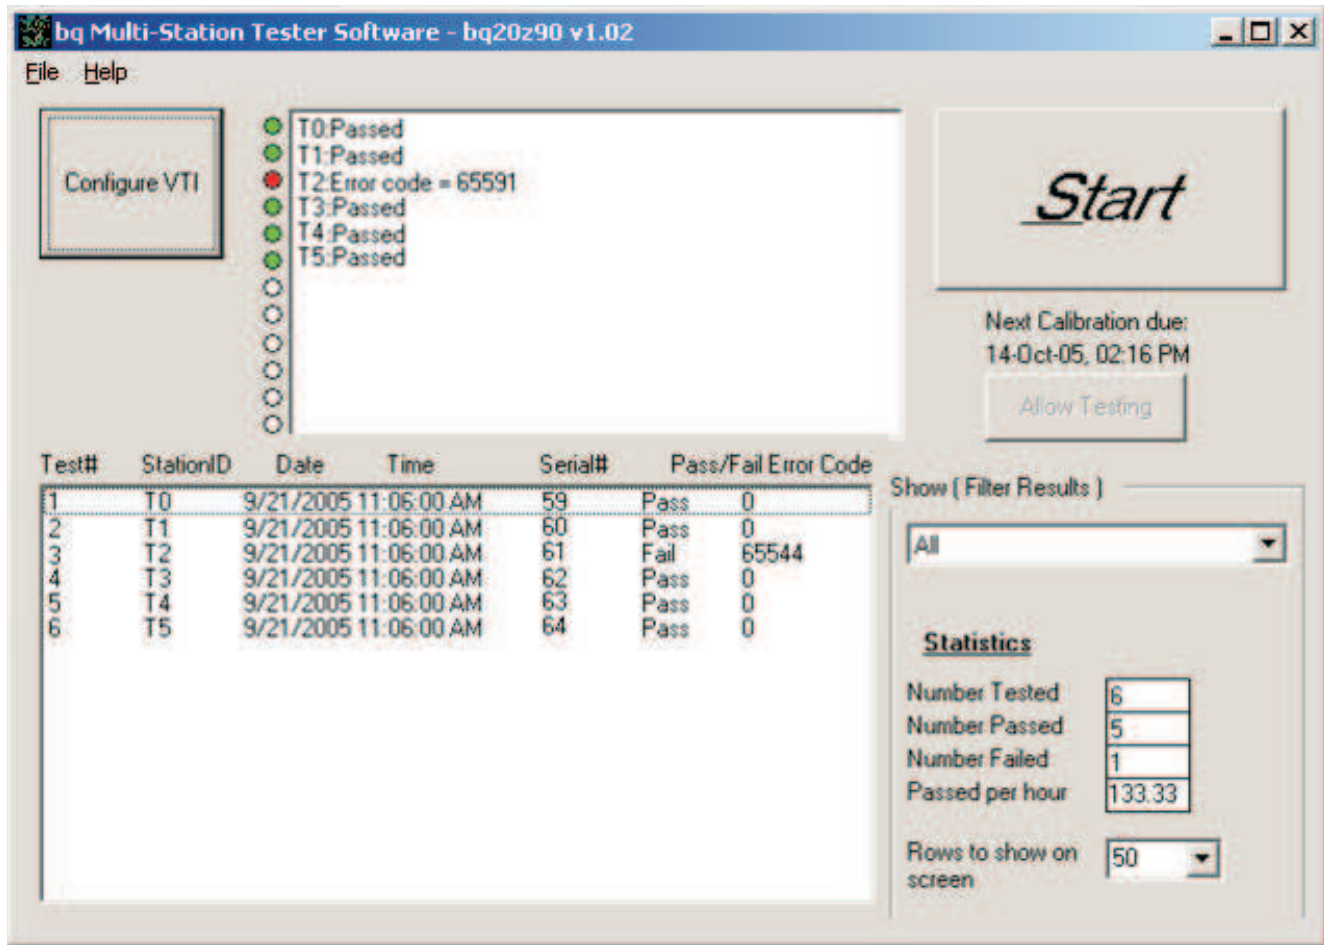 bq Multi-Station Tester Software - bq20z90 v1.02
File Help
Configure VTI
T0:Passed
T1:Passed
T2:Error code = 65591
T3:Passed
T4:Passed
T5:Passed
Start
Next Calibration due:
14-Oct-05, 02:16 PM
Allow Testing
Test# StationID Date Time Serial# Pass/Fail Error Code
1 T0 9/21/2005 11:06:00 AM 59 Pass 0
2 T1 9/21/2005 11:06:00 AM 60 Pass 0
3 T2 9/21/2005 11:06:00 AM 61 Fail 65544
4 T3 9/21/2005 11:06:00 AM 62 Pass 0
5 T4 9/21/2005 11:06:00 AM 63 Pass 0
6 T5 9/21/2005 11:06:00 AM 64 Pass 0
Show ( Filter Results )
All
Statistics
Number Tested 6
Number Passed 5
Number Failed 1
Passed per hour 133.33
Rows to show on 50
screen